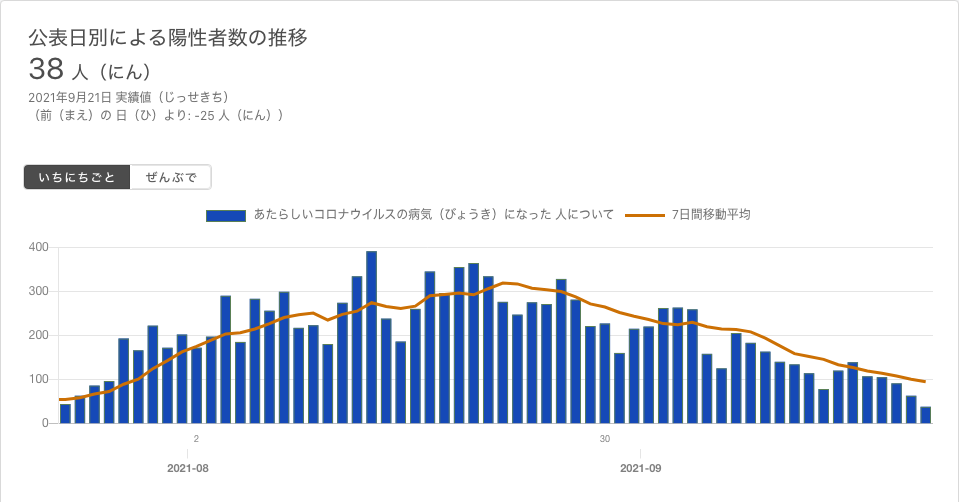 公表日別による陽性者数の推移
38 人（にん）
2021年9月21日 実績値（じっせきち）
（前（まえ）の 日（ひ）より: -25 人（にん））
いちにちごと ぜんぶで
あたらしいコロナウイルスの病気（びょうき）になった 人について 7日間移動平均
400
300
200
100
0
2 30
2021-08 2021-09